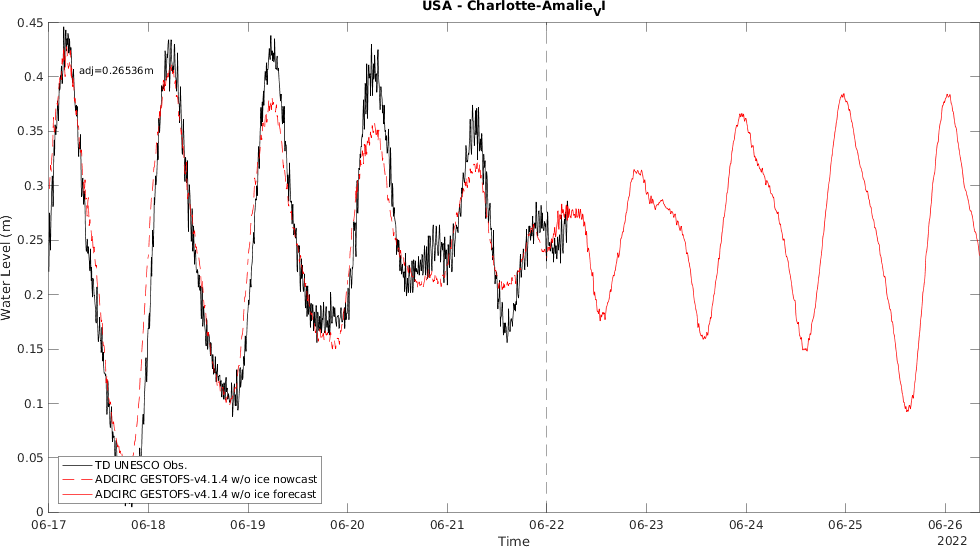 USA - Charlotte-AmalieVI
adj=0.26536m
Water Level (m)
0.45
0.4
0.35
0.3
0.25
0.2
0.15
0.1
0.05
0
TD UNESCO Obs.
ADCIRC GESTOFS-v4.1.4 w/o ice nowcast
ADCIRC GESTOFS-v4.1.4 w/o ice forecast
06-17 06-18 06-19 06-20 06-21 06-22 06-23 06-24 06-25 06-26
Time
2022